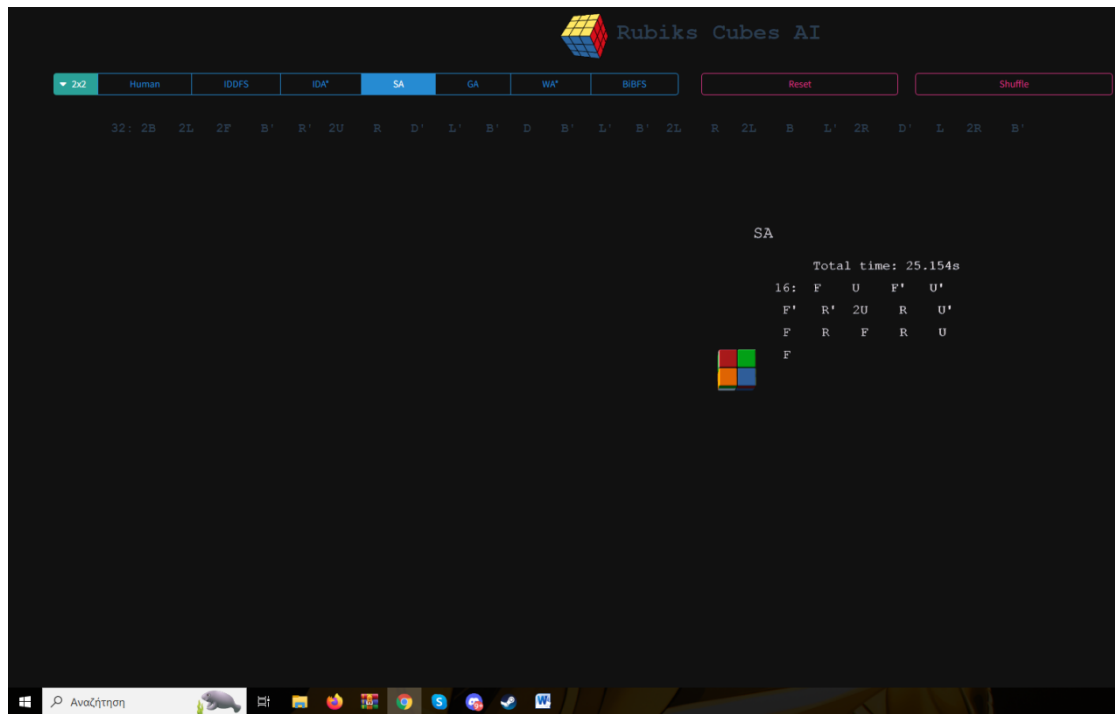 Rubiks Cubes AI
2x2 Human IDDFS IDA* SA GA WA* BiBFS Reset Shuffle
32: 2B 2L 2F B' R' 2U R D' L' B' D B' L' B' 2L R 2L B L' 2R D' L 2R B'
SA
Total time: 25.154s
16: F U F' U'
F' R' 2U R U'
F R F R U
F
Αναζήτηση